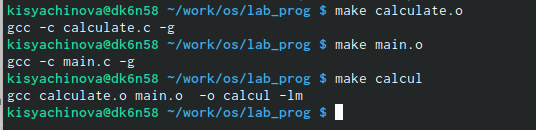 kisyachinova@dk6n58 ~/work/os/lab_prog $ make calculate.o
gcc -c calculate.c -g
kisyachinova@dk6n58 ~/work/os/lab_prog $ make main.o
gcc -c main.c -g
kisyachinova@dk6n58 ~/work/os/lab_prog $ make calcul
gcc calculate.o main.o  -o calcul -lm
kisyachinova@dk6n58 ~/work/os/lab_prog $